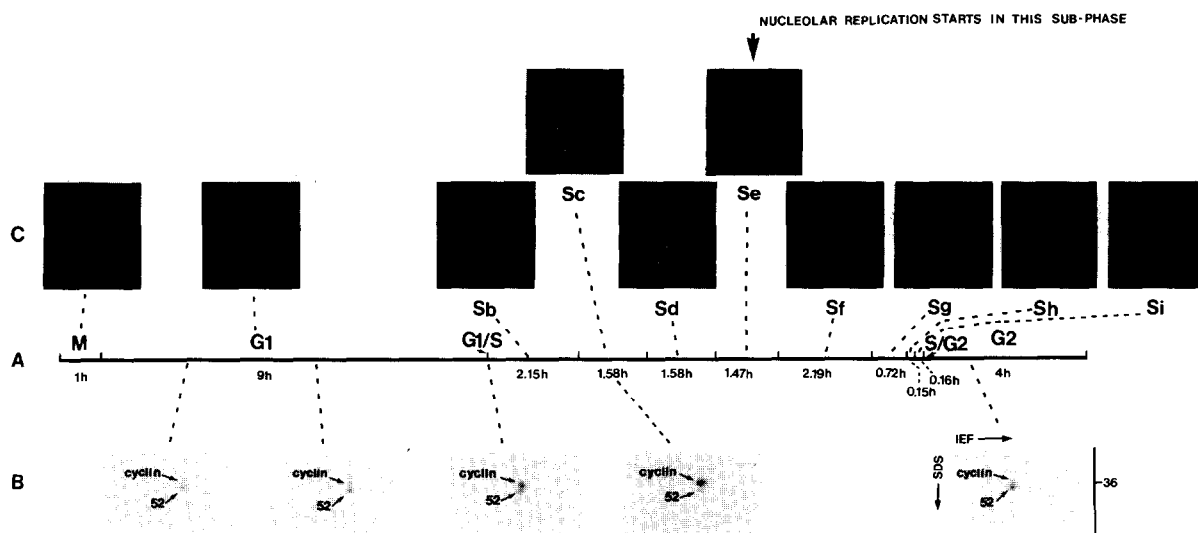 NUCLEOLAR REPLICATION STARTS IN THIS SUB-PHASE
Sc
Se
C
Sb
Sd
Sf
Sg
Sh
Si
M
G1
G1/S
S/G2
G2
A
1h
9h
2.15h
1.58h
1.58h
1.47h
2.19h
0.72h
0.15h
0.16h
4h
IEF
SDS
B
cyclin
52
cyclin
52
cyclin
52
cyclin
52
cyclin
52
36